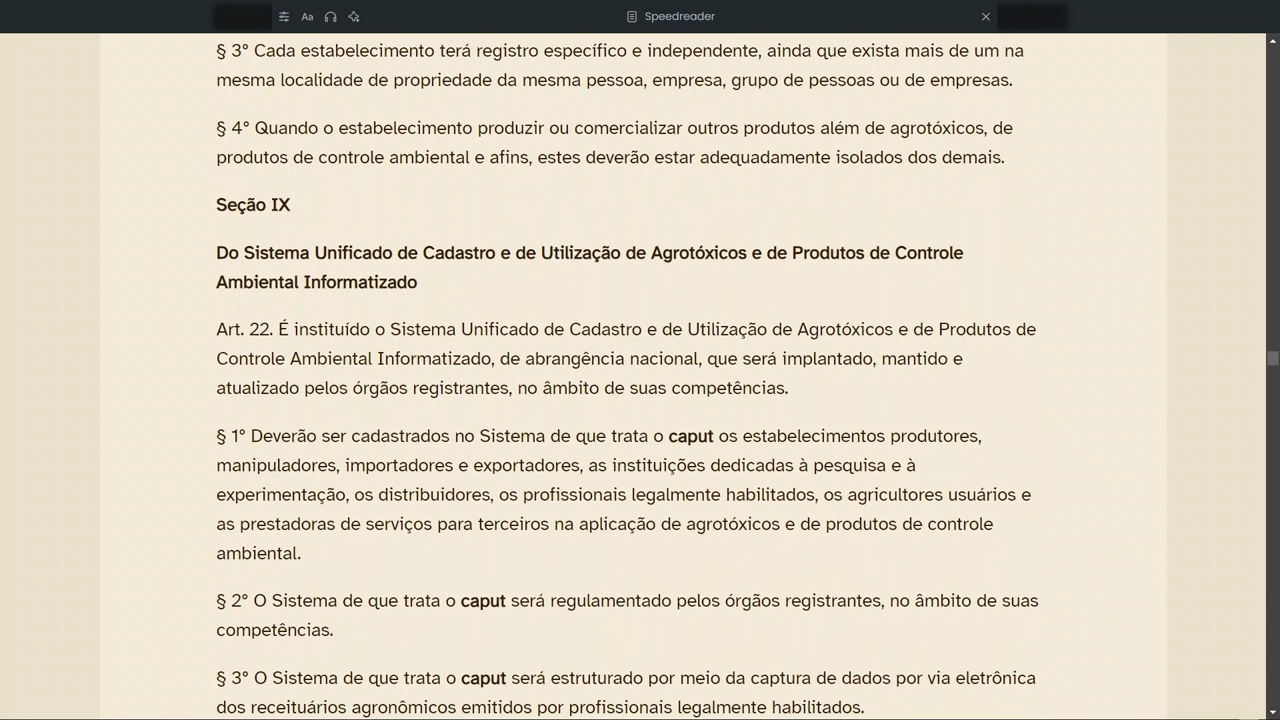 Aa
Speedreader
§ 3° Cada estabelecimento terá registro específico e independente, ainda que exista mais de um na
mesma localidade de propriedade da mesma pessoa, empresa, grupo de pessoas ou de empresas.
§ 4° Quando o estabelecimento produzir ou comercializar outros produtos além de agrotóxicos, de
produtos de controle ambiental e afins, estes deverão estar adequadamente isolados dos demais.
Seção IX
Do Sistema Unificado de Cadastro e de Utilização de Agrotóxicos e de Produtos de Controle
Ambiental Informatizado
Art. 22. É instituído o Sistema Unificado de Cadastro e de Utilização de Agrotóxicos e de Produtos de
Controle Ambiental Informatizado, de abrangência nacional, que será implantado, mantido e
atualizado pelos órgãos registrantes, no âmbito de suas competências.
§ 1° Deverão ser cadastrados no Sistema de que trata o caput os estabelecimentos produtores,
manipuladores, importadores e exportadores, as instituições dedicadas à pesquisa e à
experimentação, os distribuidores, os profissionais legalmente habilitados, os agricultores usuários e
as prestadoras de serviços para terceiros na aplicação de agrotóxicos e de produtos de controle
ambiental.
§ 2° O Sistema de que trata o caput será regulamentado pelos órgãos registrantes, no âmbito de suas
competências.
§ 3° O Sistema de que trata o caput será estruturado por meio da captura de dados por via eletrônica
dos receituários agronômicos emitidos por profissionais legalmente habilitados.